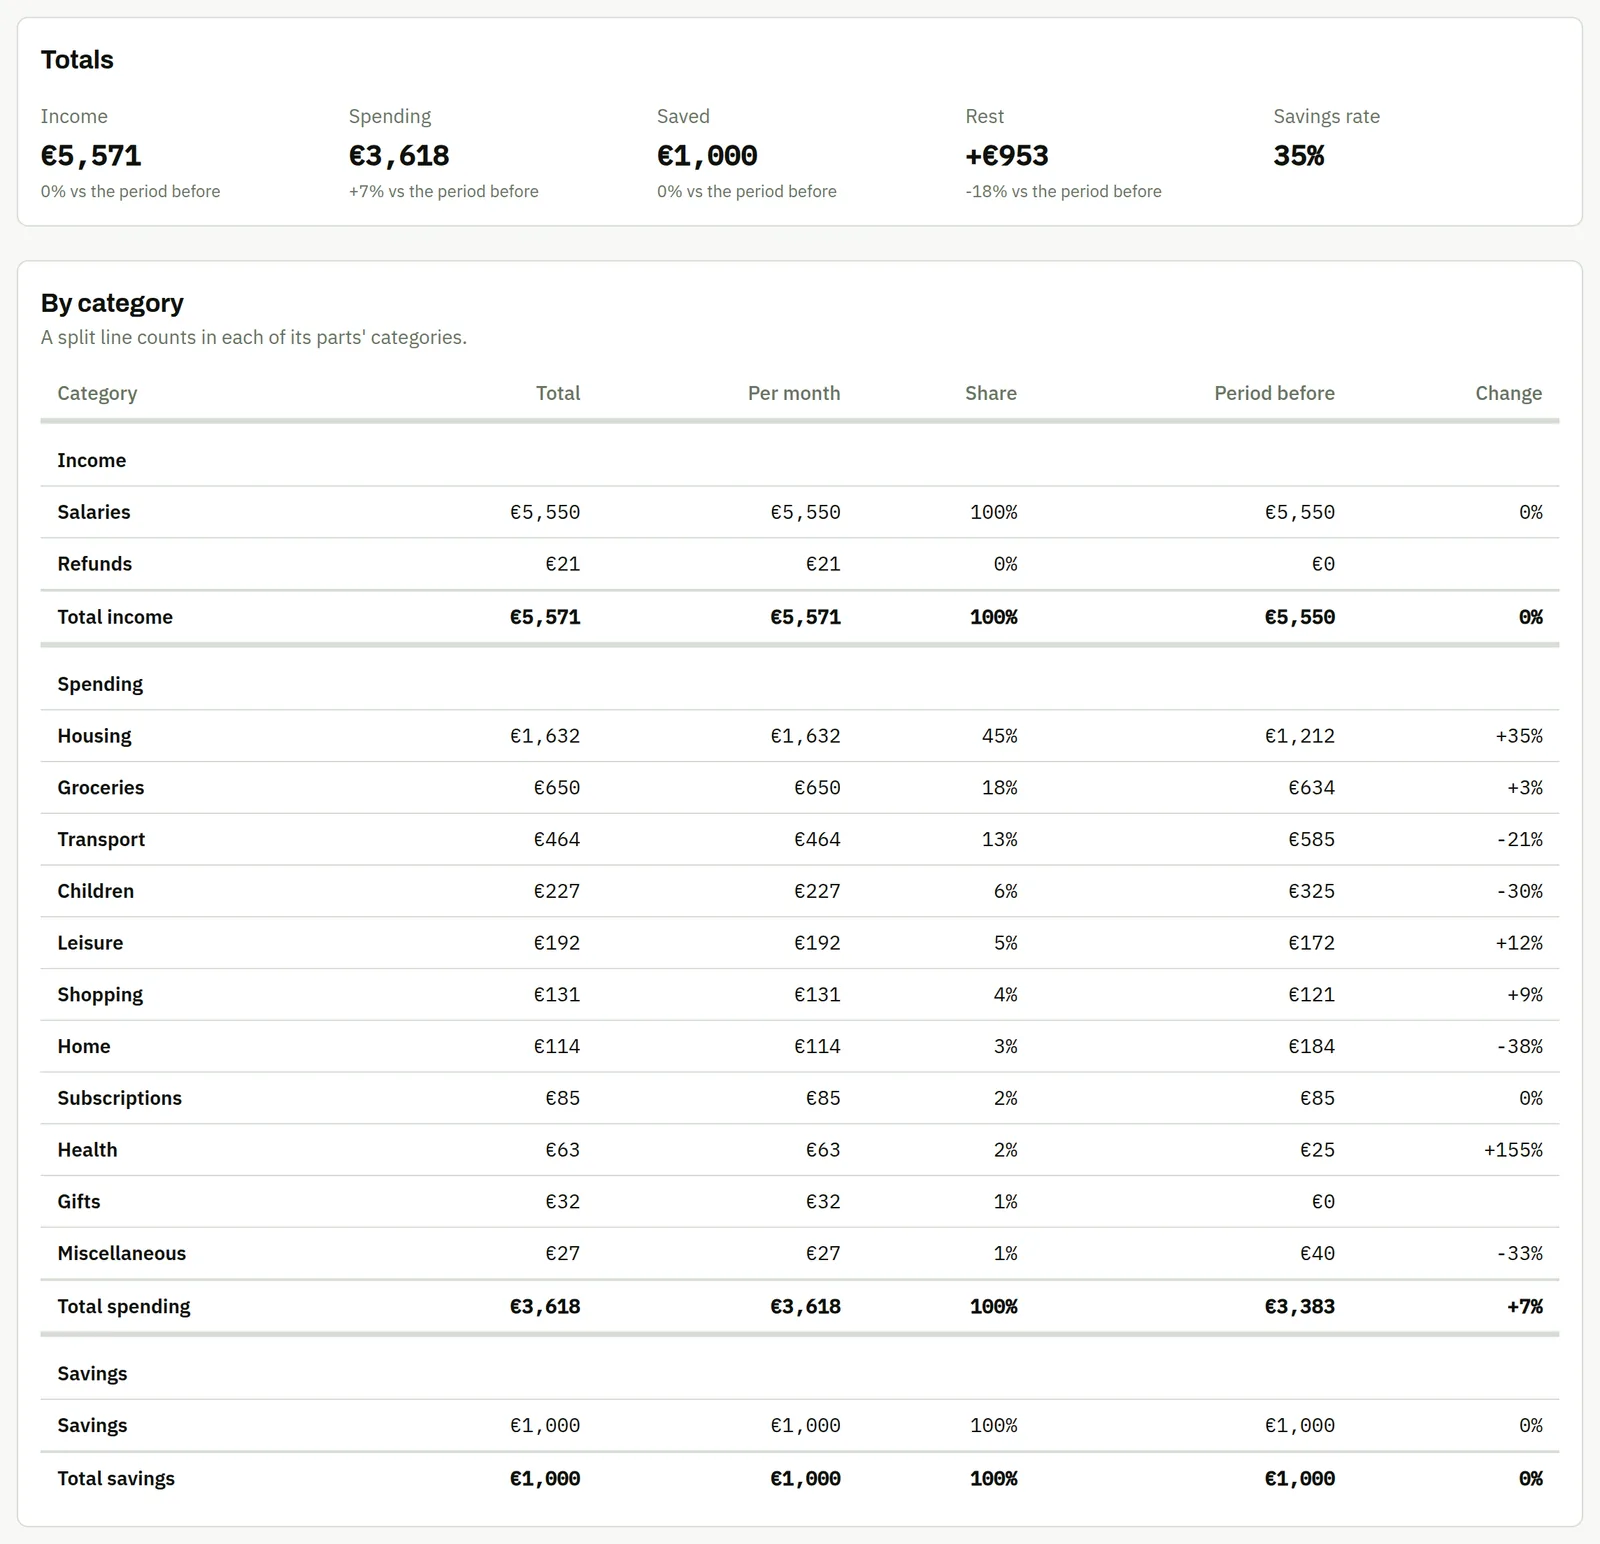 Totals
Income Spending Saved Rest Savings rate
€5,571 €3,618 €1,000 +€953 35%
0% vs the period before +7% vs the period before 0% vs the period before -18% vs the period before
By category
A split line counts in each of its parts' categories.
Category Total Per month Share Period before Change
Income
Salaries €5,550 €5,550 100% €5,550 0%
Refunds €21 €21 0% €0
Total income €5,571 €5,571 100% €5,550 0%
Spending
Housing €1,632 €1,632 45% €1,212 +35%
Groceries €650 €650 18% €634 +3%
Transport €464 €464 13% €585 -21%
Children €227 €227 6% €325 -30%
Leisure €192 €192 5% €172 +12%
Shopping €131 €131 4% €121 +9%
Home €114 €114 3% €184 -38%
Subscriptions €85 €85 2% €85 0%
Health €63 €63 2% €25 +155%
Gifts €32 €32 1% €0
Miscellaneous €27 €27 1% €40 -33%
Total spending €3,618 €3,618 100% €3,383 +7%
Savings
Savings €1,000 €1,000 100% €1,000 0%
Total savings €1,000 €1,000 100% €1,000 0%